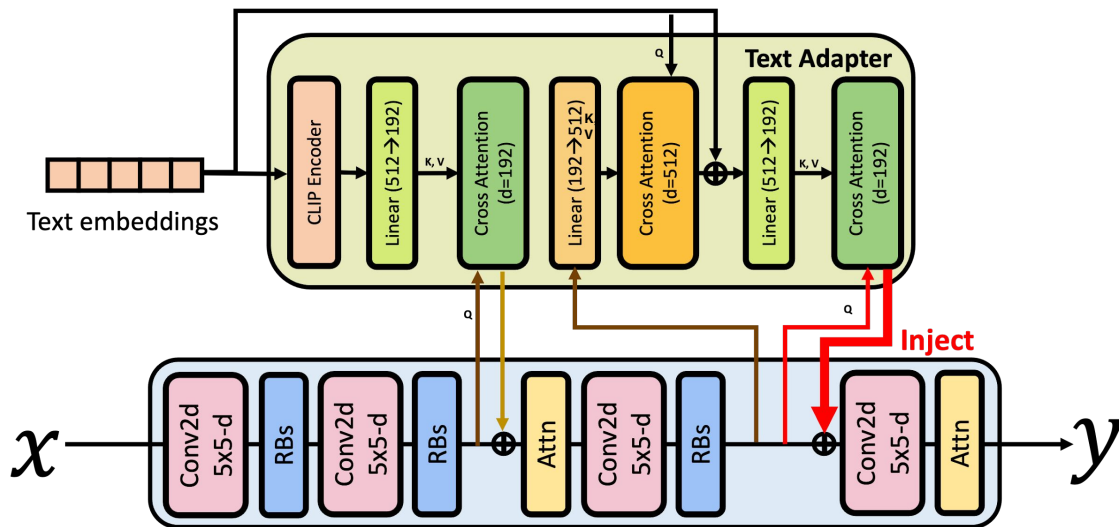 Text Adapter
Q
CLIP Encoder
Linear (512→192)
K, V
Cross Attention
(d=192)
Linear (192→512)
K
V
Cross Attention
(d=512)
Linear (512→192)
K, V
Cross Attention
(d=192)
Text embeddings
Q
Q
Inject
x
Conv2d
5x5-d
RBs
Conv2d
5x5-d
RBs
Attn
Conv2d
5x5-d
RBs
Conv2d
5x5-d
Attn
y